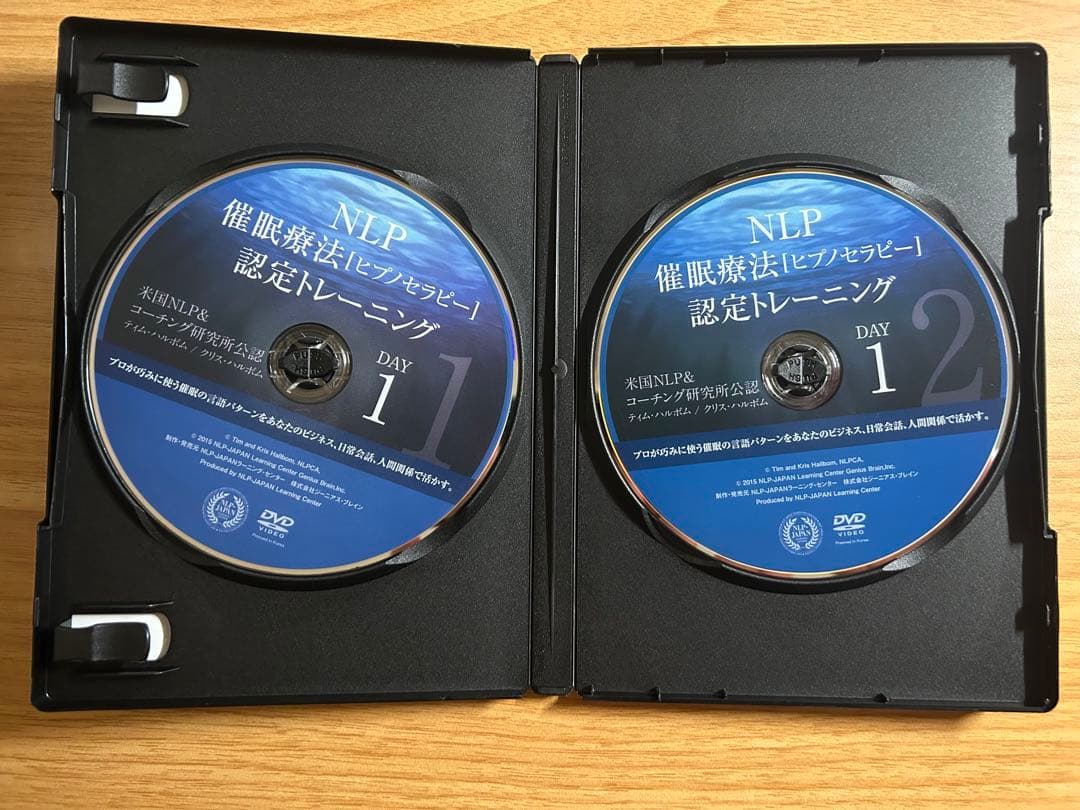 NLP
催眠療法「ヒプノセラピー」
認定トレーニング
米国NLP&
コーチング研究所公認
ティム・ハルボム / クリス・ハルボム
DAY
1
1
プロが巧みに使う催眠の言語パターンをあなたのビジネス、日常会話、人間関係で活かす。
© Tim and Kris Hallbom, NLPCA,
© 2015 NLP-JAPAN Learning Center Genius Brain,Inc.
制作・発売元 NLP-JAPANラーニング・センター 株式会社ジーニアス・ブレイン
Produced by NLP-JAPAN Learning Center
NLP-
JAPAN
DVD
VIDEO
Pressed in Korea
NLP
催眠療法「ヒプノセラピー」
認定トレーニング
米国NLP&
コーチング研究所公認
ティム・ハルボム / クリス・ハルボム
DAY
1
2
プロが巧みに使う催眠の言語パターンをあなたのビジネス、日常会話、人間関係で活かす。
© Tim and Kris Hallbom, NLPCA,
© 2015 NLP-JAPAN Learning Center Genius Brain,Inc.
制作・発売元 NLP-JAPANラーニング・センター 株式会社ジーニアス・ブレイン
Produced by NLP-JAPAN Learning Center
NLP-
JAPAN
DVD
VIDEO
Pressed in Korea